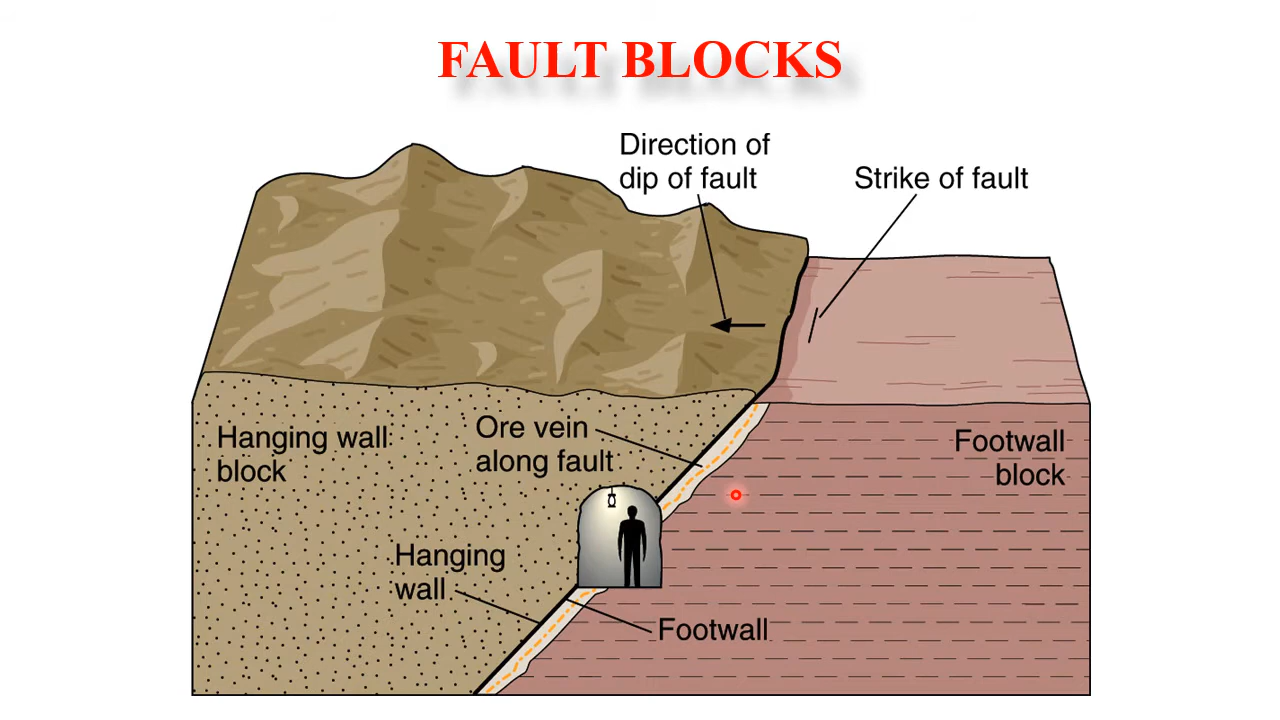 FAULT BLOCKS
Direction of
dip of fault
Strike of fault
Hanging wall
block
Ore vein
along fault
Footwall
block
Hanging
wall
Footwall